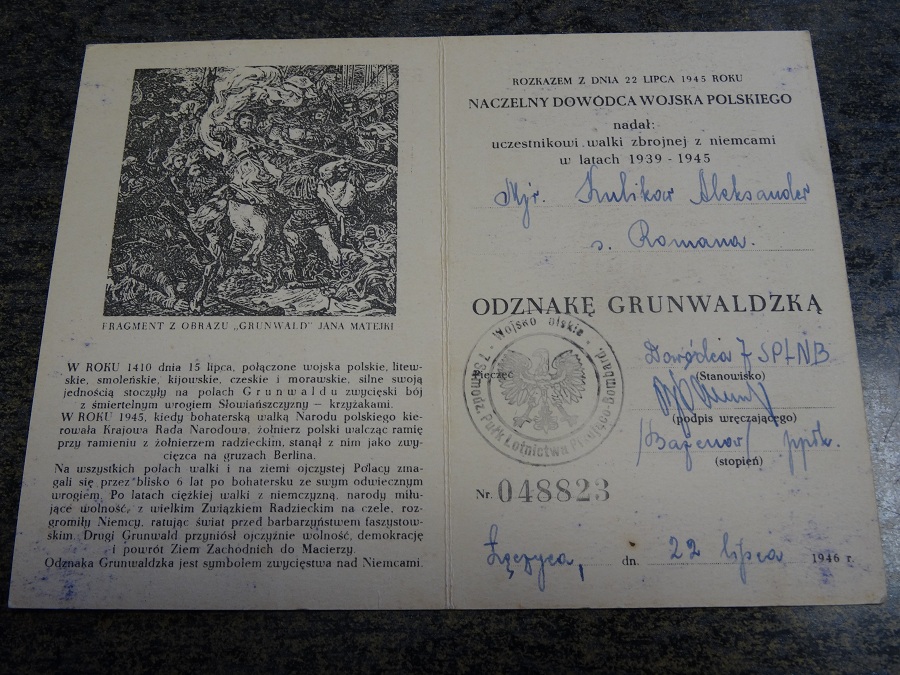 FRAGMENT Z OBRAZU „GRUNWALD" JANA MATEJKI
W ROKU 1410 dnia 15 lipca, połączone wojska polskie, litew-
skie, smoleńskie, kijowskie, czeskie i morawskie, silne swoją
jednością stoczyły na polach Grunwaldu zwycięski bój
z śmiertelnym wrogiem Słowiańszczyzny - krzyżakami.
W ROKU 1945, kiedy bohaterską walką Narodu polskiego kie-
rowała Krajowa Rada Narodowa, żołnierz polski walcząc ramię
przy ramieniu z żołnierzem radzieckim, stanął z nim jako zwy-
cięzca na gruzach Berlina.
Na wszystkich polach walki i na ziemi ojczystej Polacy zma-
gali się przez blisko 6 lat po bohatersku ze swym odwiecznym
wrogiem. Po latach ciężkiej walki z niemczyzną, narody miłu-
jące wolność, z wielkim Związkiem Radzieckim na czele, roz-
gromiły Niemcy, ratując świat przed barbarzyństwem faszystow-
skim. Drugi Grunwald przyniósł ojczyźnie wolność, demokrację
i powrót Ziem Zachodnich do Macierzy.
Odznaka Grunwaldzka jest symbolem zwycięstwa nad Niemcami.
ROZKAZEM Z DNIA 22 LIPCA 1945 ROKU
NACZELNY DOWÓDCA WOJSKA POLSKIEGO
nadał:
uczestnikowi walki zbrojnej z niemcami
w latach 1939 - 1945
Mjr. Kulikow Aleksander
s. Romana.
ODZNAKĘ GRUNWALDZKĄ
Wojsko Polskie
Pieczęć
Dowódca 7 SPLNB
(Stanowisko)
(podpis wręczającego)
/Bażenow/ ppłk.
(stopień)
Nr. 048823
Łęczyca, dn. 22 lipca 1946 r.